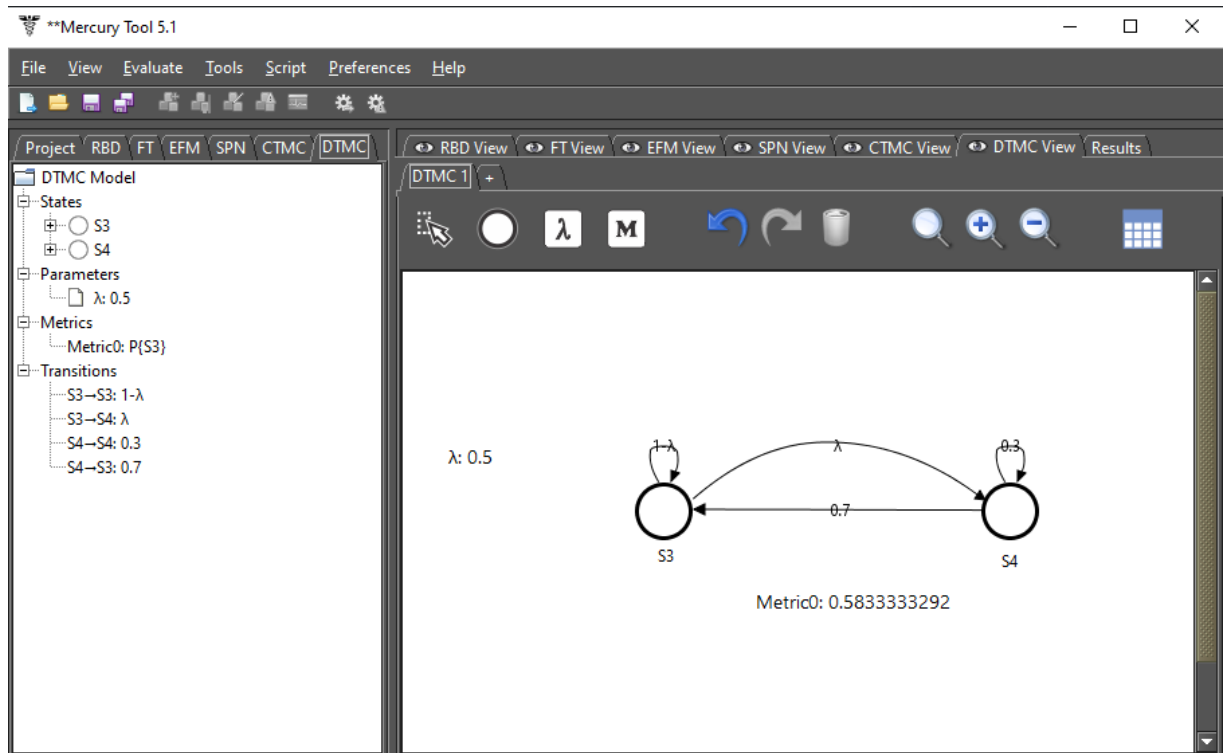 **Mercury Tool 5.1
File View Evaluate Tools Script Preferences Help
Project RBD FT EFM SPN CTMC DTMC
DTMC Model
States
S3
S4
Parameters
λ: 0.5
Metrics
Metric0: P{S3}
Transitions
S3→S3: 1-λ
S3→S4: λ
S4→S4: 0.3
S4→S3: 0.7
RBD View FT View EFM View SPN View CTMC View DTMC View Results
DTMC 1 +
λ M
1-λ λ 0.3
λ: 0.5
0.7
S3 S4
Metric0: 0.5833333292